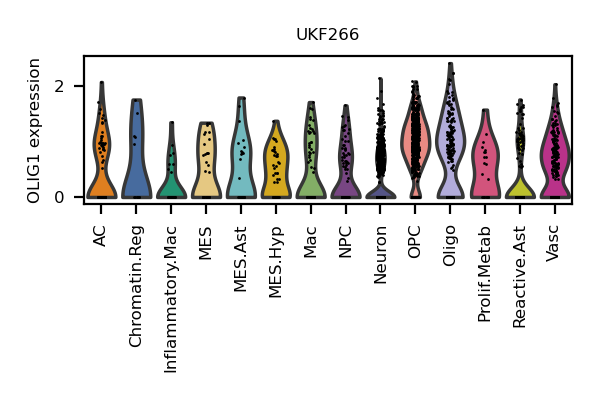 UKF266
OLIG1 expression
2
0
AC
Chromatin.Reg
Inflammatory.Mac
MES
MES.Ast
MES.Hyp
Mac
NPC
Neuron
OPC
Oligo
Prolif.Metab
Reactive.Ast
Vasc